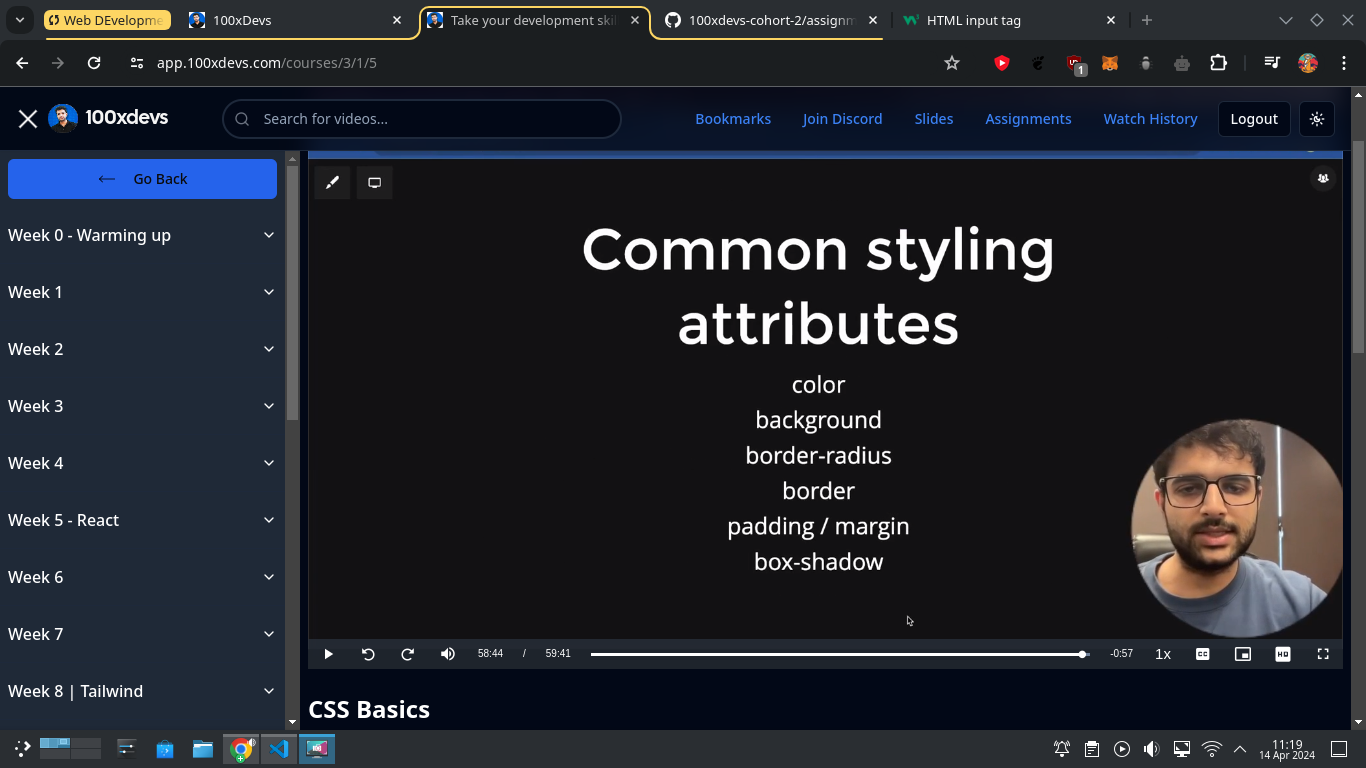 Web DEvelopme
100xDevs
Take your development skil
100xdevs-cohort-2/assignm
HTML input tag
app.100xdevs.com/courses/3/1/5
1
100xdevs
Search for videos...
Bookmarks
Join Discord
Slides
Assignments
Watch History
Logout
Go Back
Week 0 - Warming up
Week 1
Week 2
Week 3
Week 4
Week 5 - React
Week 6
Week 7
Week 8 | Tailwind
Common styling
attributes
color
background
border-radius
border
padding / margin
box-shadow
58:44 / 59:41
-0:57
1x
CC
HQ
CSS Basics
11:19
14 Apr 2024